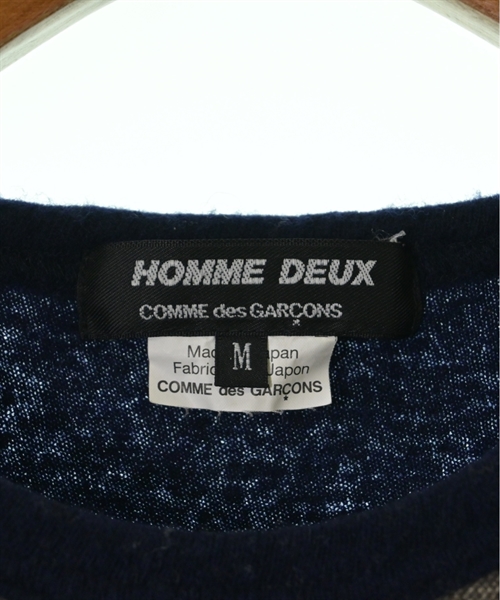 HOMME DEUX
COMME des GARÇONS
M
Mad apan
Fabric Japon
COMME des GARÇONS